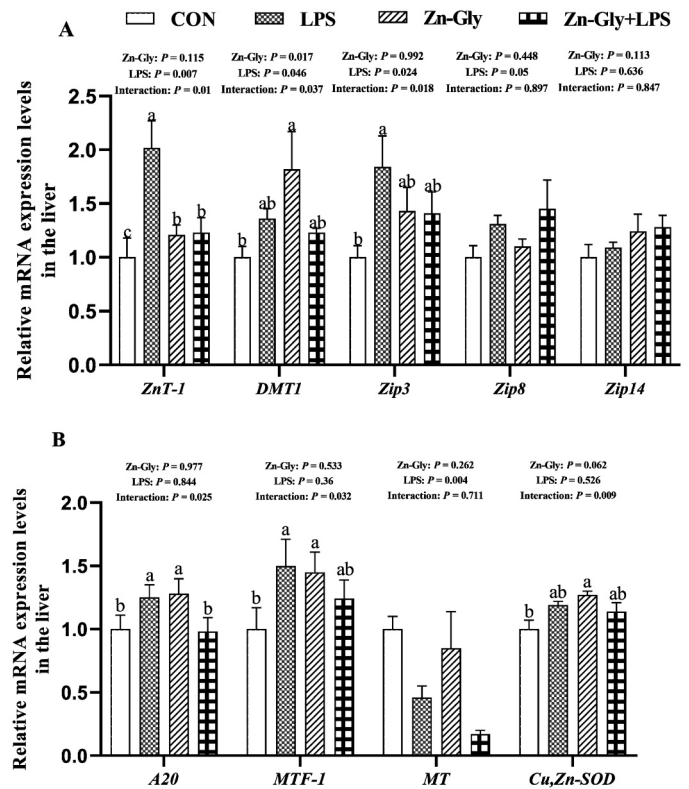 CON LPS Zn-Gly Zn-Gly+LPS
A
Zn-Gly: P = 0.115 Zn-Gly: P = 0.017 Zn-Gly: P = 0.992 Zn-Gly: P = 0.448 Zn-Gly: P = 0.113
LPS: P = 0.007 LPS: P = 0.046 LPS: P = 0.024 LPS: P = 0.05 LPS: P = 0.636
Interaction: P = 0.01 Interaction: P = 0.037 Interaction: P = 0.018 Interaction: P = 0.897 Interaction: P = 0.847
Relative mRNA expression levels
in the liver
2.5
2.0
1.5
1.0
0.5
0.0
c a b b
b ab a ab
b a ab ab
ZnT-1 DMT1 Zip3 Zip8 Zip14
B
Zn-Gly: P = 0.977 Zn-Gly: P = 0.533 Zn-Gly: P = 0.262 Zn-Gly: P = 0.062
LPS: P = 0.844 LPS: P = 0.36 LPS: P = 0.004 LPS: P = 0.526
Interaction: P = 0.025 Interaction: P = 0.032 Interaction: P = 0.711 Interaction: P = 0.009
Relative mRNA expression levels
in the liver
2.0
1.5
1.0
0.5
0.0
b a a b
b a a ab
b ab a ab
A20 MTF-1 MT Cu,Zn-SOD